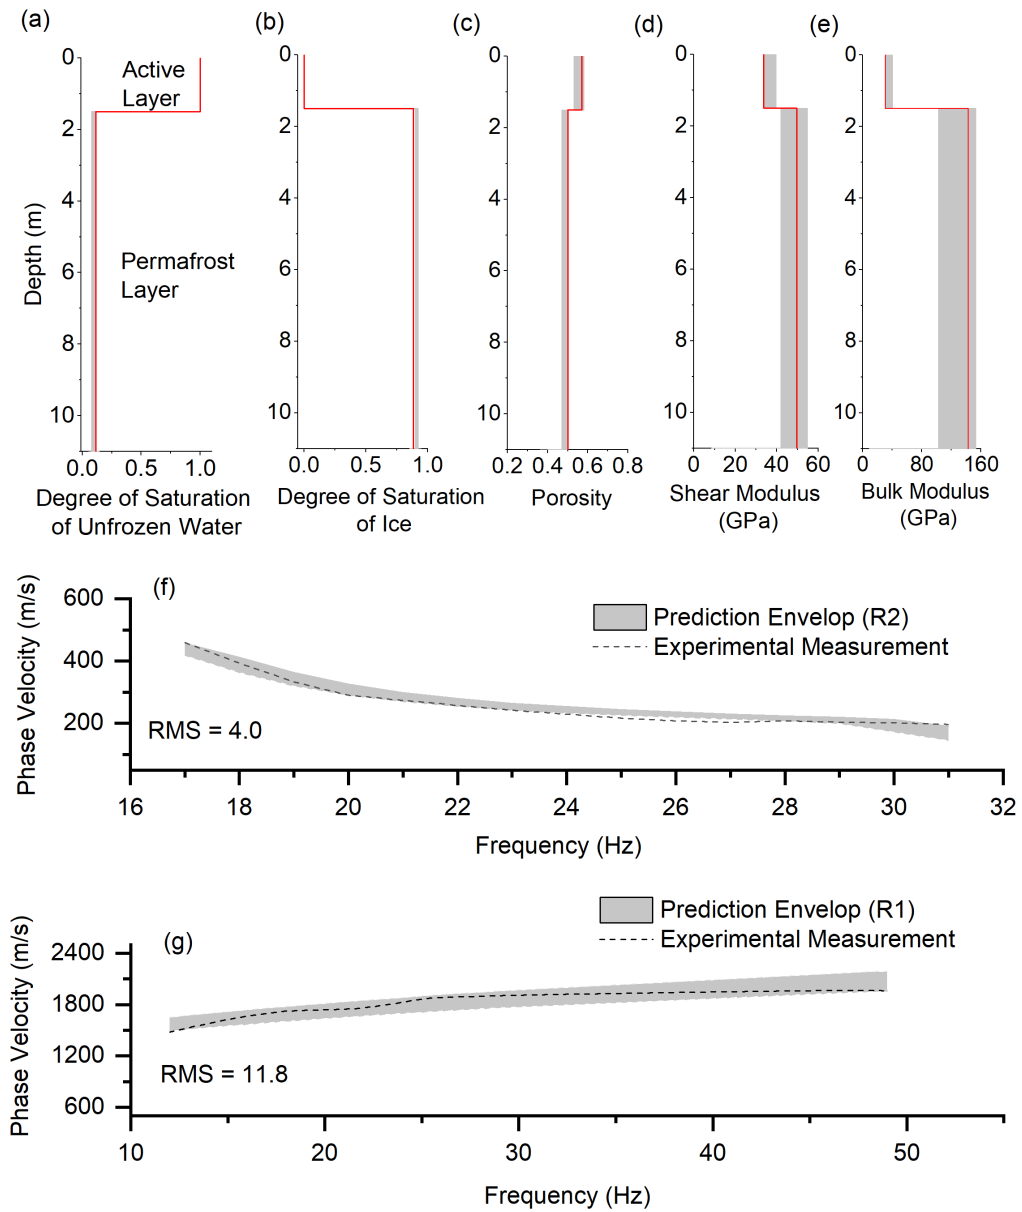 (a)
(b)
(c)
(d)
(e)
0
2
4
6
8
10
Depth (m)
Active
Layer
Permafrost
Layer
0.0 0.5 1.0
Degree of Saturation
of Unfrozen Water
0
2
4
6
8
10
0.0 0.5 1.0
Degree of Saturation
of Ice
0
2
4
6
8
10
0.2 0.4 0.6 0.8
Porosity
0
2
4
6
8
10
0 20 40 60
Shear Modulus
(GPa)
0
2
4
6
8
10
0 80 160
Bulk Modulus
(GPa)
(f)
Prediction Envelop (R2)
Experimental Measurement
Phase Velocity (m/s)
600
400
200
RMS = 4.0
16 18 20 22 24 26 28 30 32
Frequency (Hz)
(g)
Prediction Envelop (R1)
Experimental Measurement
Phase Velocity (m/s)
2400
1800
1200
600
RMS = 11.8
10 20 30 40 50
Frequency (Hz)